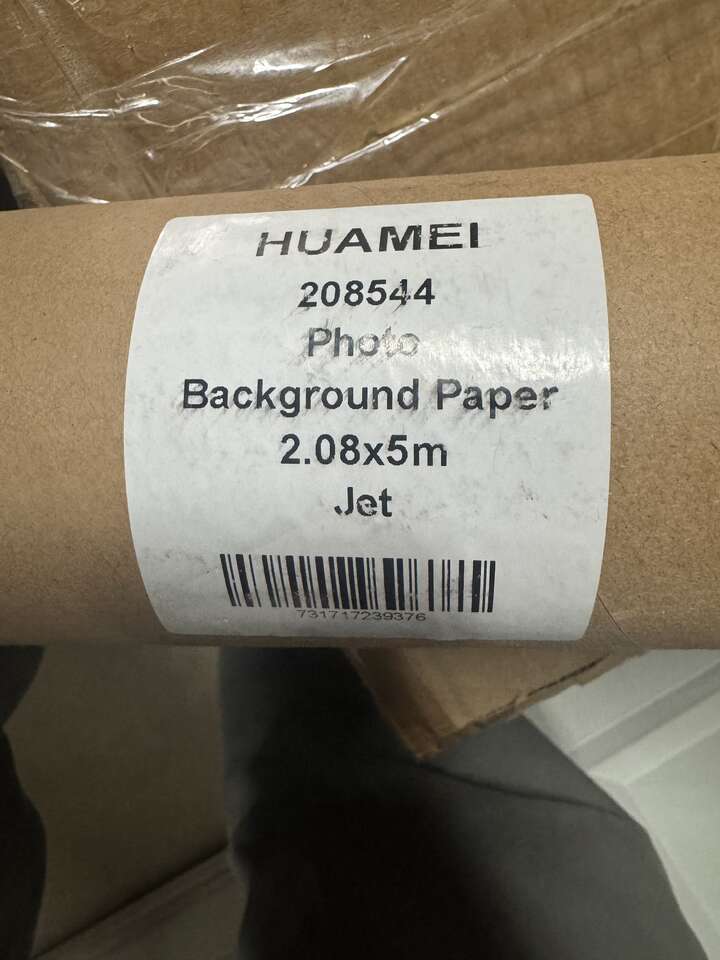 HUAMEI
208544
Photo
Background Paper
2.08x5m
Jet
731717239376